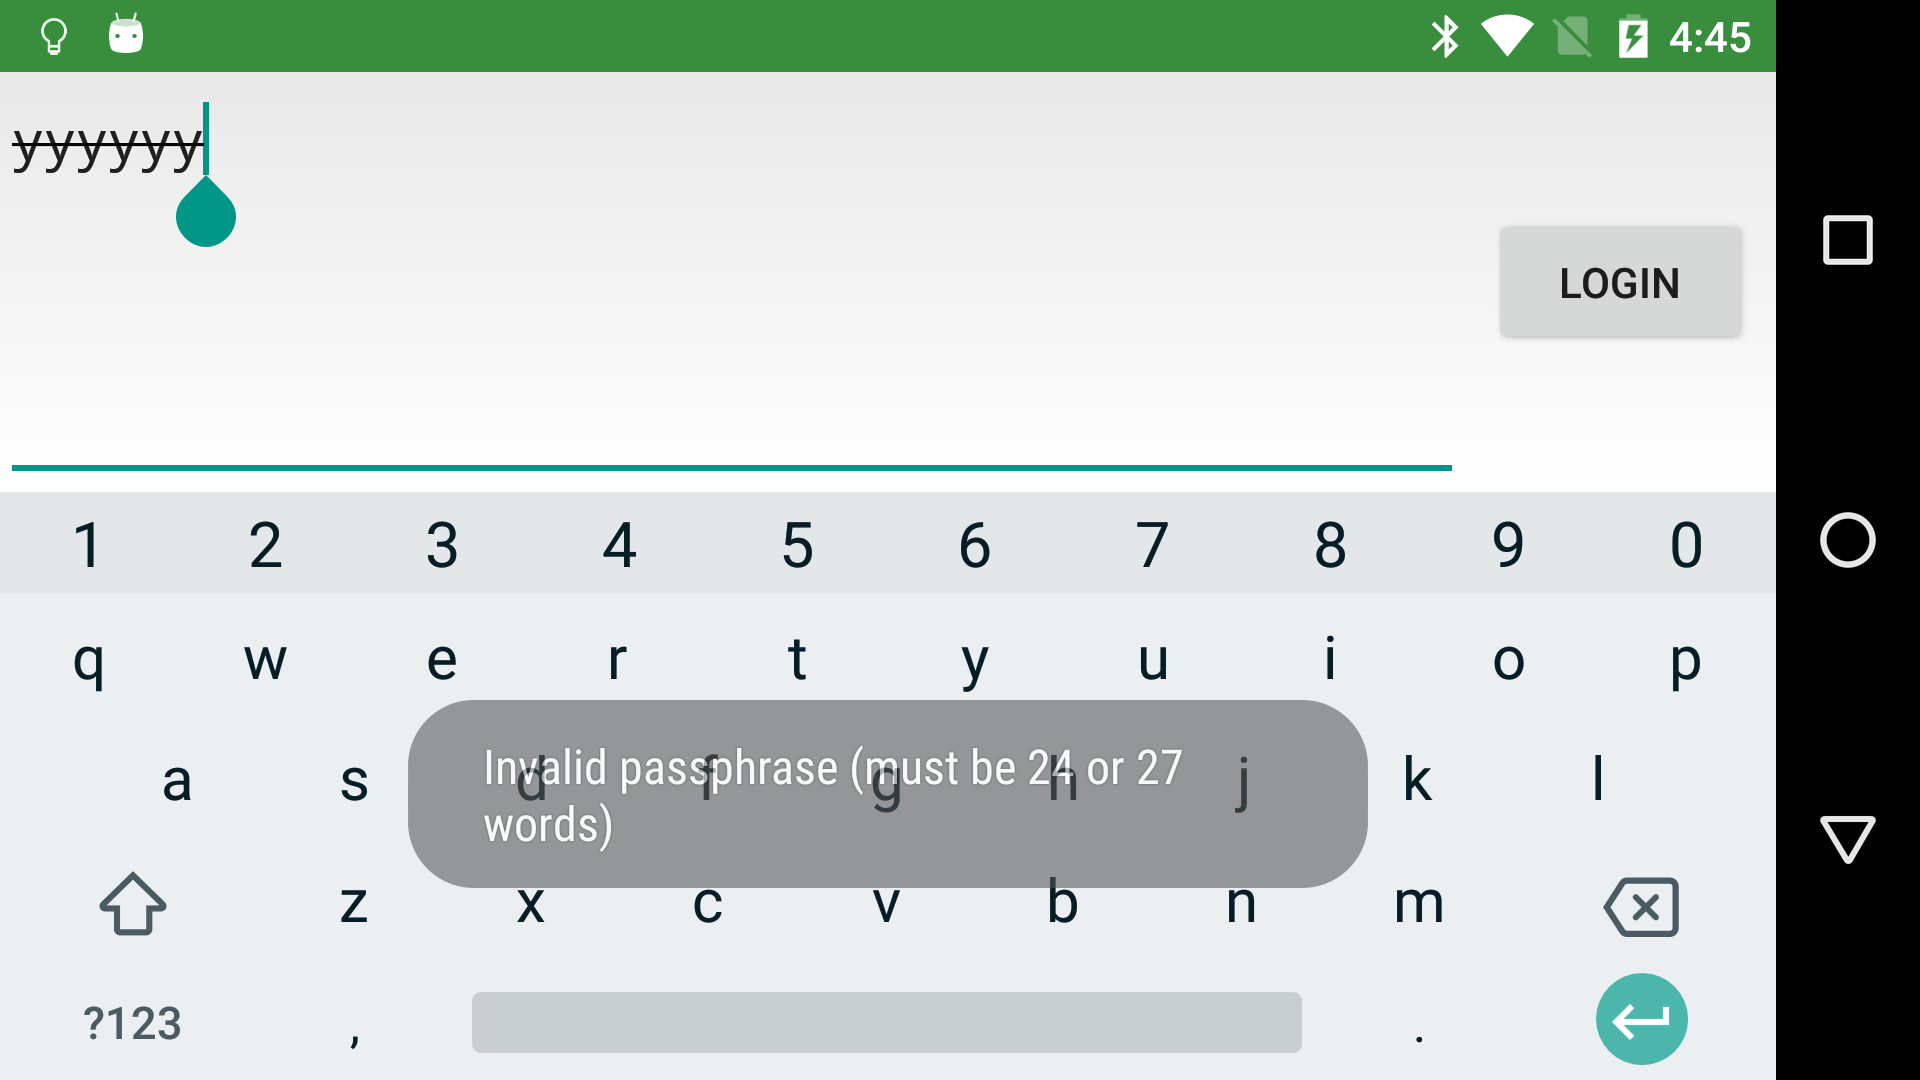 4:45
yyyyyy
LOGIN
1 2 3 4 5 6 7 8 9 0
q w e r t y u i o p
a s d f g h j k l
Invalid passphrase (must be 24 or 27
words)
z x c v b n m
?123 , .